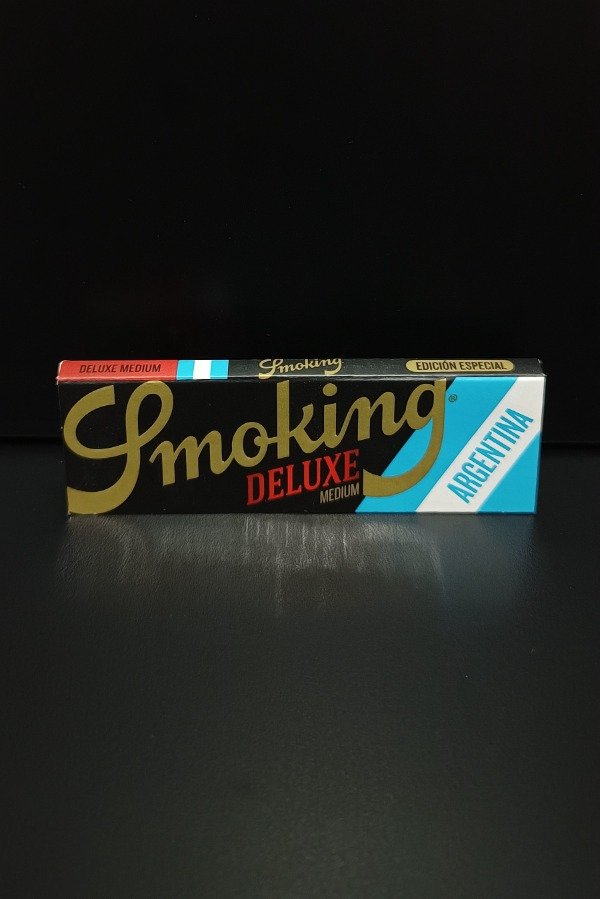 DELUXE MEDIUM
Smoking
EDICIÓN ESPECIAL
Smoking®
DELUXE
MEDIUM
ARGENTINA